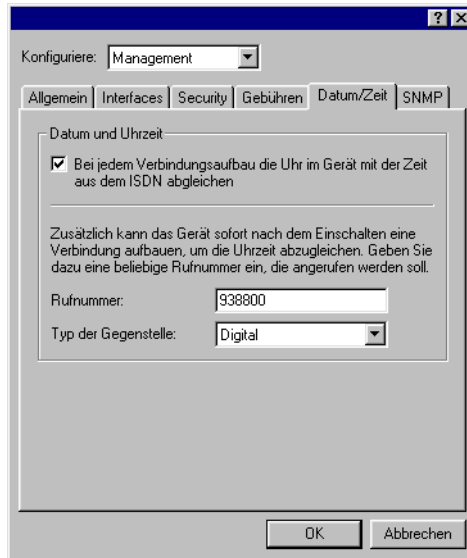 Konfiguriere: Management
Allgemein Interfaces Security Gebühren Datum/Zeit SNMP
Datum und Uhrzeit
Bei jedem Verbindungsaufbau die Uhr im Gerät mit der Zeit
aus dem ISDN abgleichen
Zusätzlich kann das Gerät sofort nach dem Einschalten eine
Verbindung aufbauen, um die Uhrzeit abzugleichen. Geben Sie
dazu eine beliebige Rufnummer ein, die angerufen werden soll.
Rufnummer: 938800
Typ der Gegenstelle: Digital
OK Abbrechen